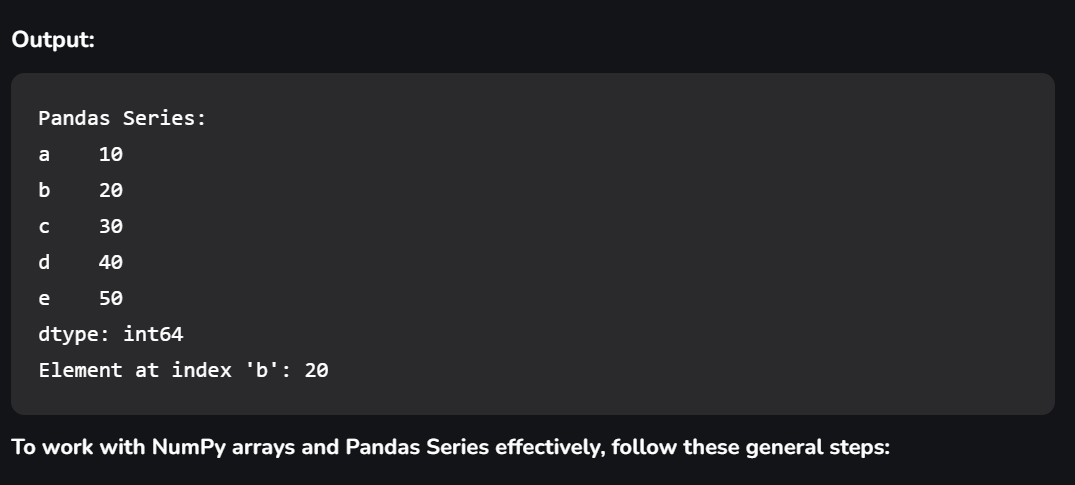 Output:
Pandas Series:
a    10
b    20
c    30
d    40
e    50
dtype: int64
Element at index 'b': 20
To work with NumPy arrays and Pandas Series effectively, follow these general steps: